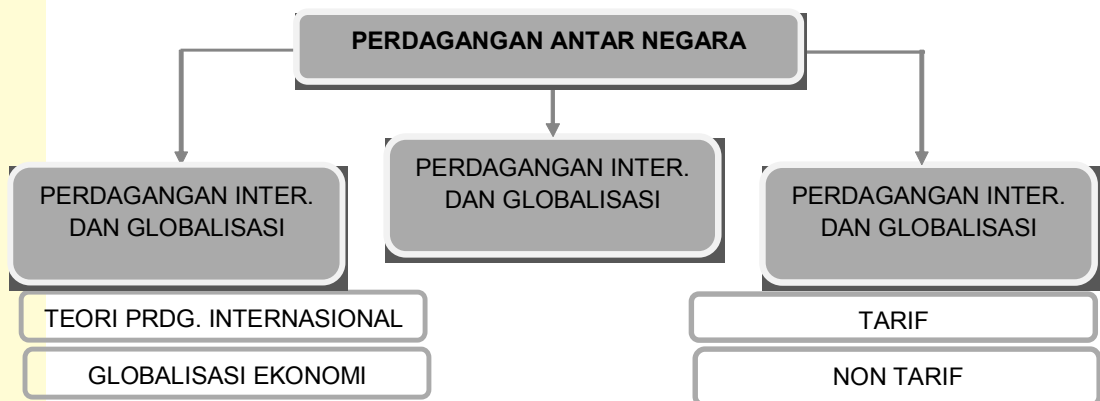 PERDAGANGAN ANTAR NEGARA
PERDAGANGAN INTER.
DAN GLOBALISASI
PERDAGANGAN INTER.
DAN GLOBALISASI
PERDAGANGAN INTER.
DAN GLOBALISASI
TEORI PRDG. INTERNASIONAL
GLOBALISASI EKONOMI
TARIF
NON TARIF